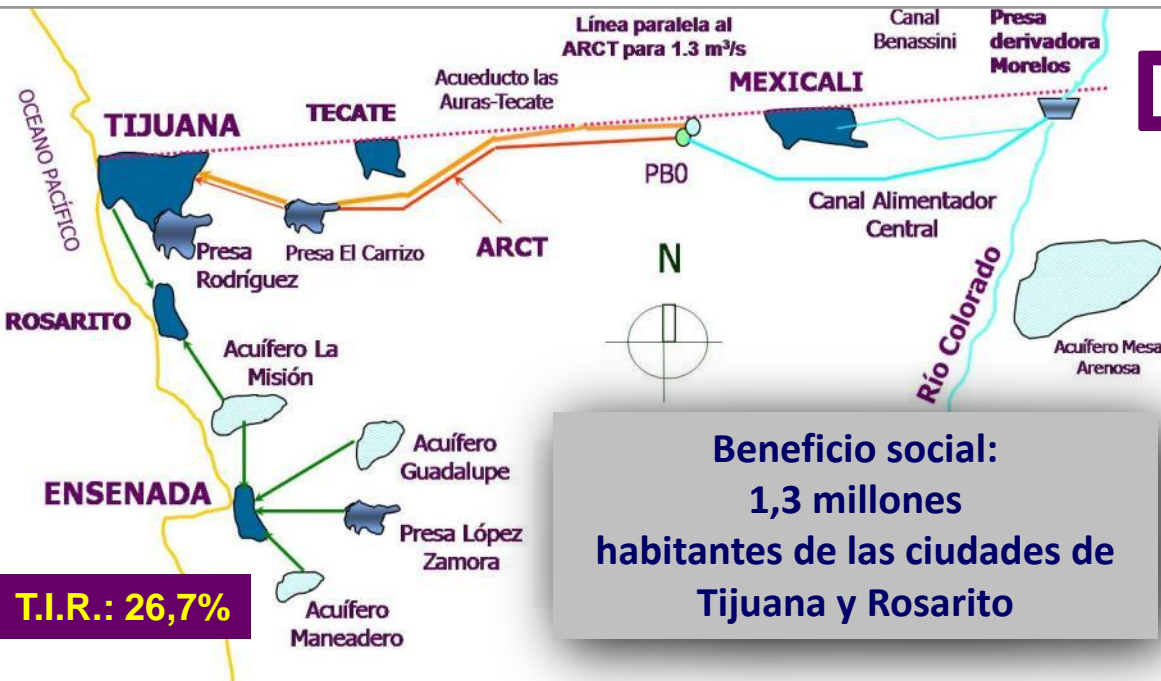 Línea paralela al
ARCT para 1.3 m³/s
Canal
Benassini
Presa
derivadora
Morelos
Acueducto las
Auras-Tecate
MEXICALI
OCEANO PACÍFICO
TIJUANA
TECATE
PB0
Canal Alimentador
Central
Presa
Rodríguez
Presa El Carrizo
ARCT
N
Río Colorado
ROSARITO
Acuífero La
Misión
Acuífero Mesa
Arenosa
Acuífero
Guadalupe
ENSENADA
Presa López
Zamora
Acuífero
Maneadero
Beneficio social:
1,3 millones
habitantes de las ciudades de
Tijuana y Rosarito
T.I.R.: 26,7%